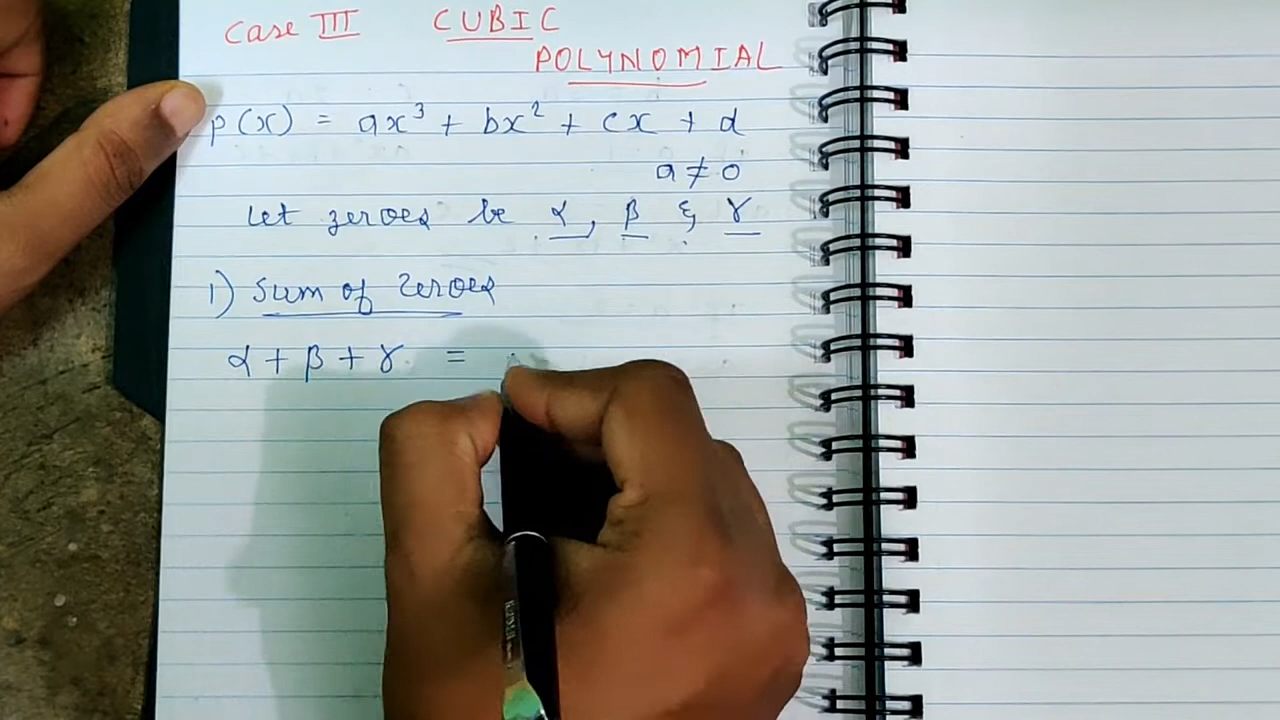 Case III CUBIC
POLYNOMIAL
p(x) = ax³ + bx² + cx + d
a ≠ 0
Let zeroes be α, β & γ
1) Sum of Zeroes
α + β + γ =